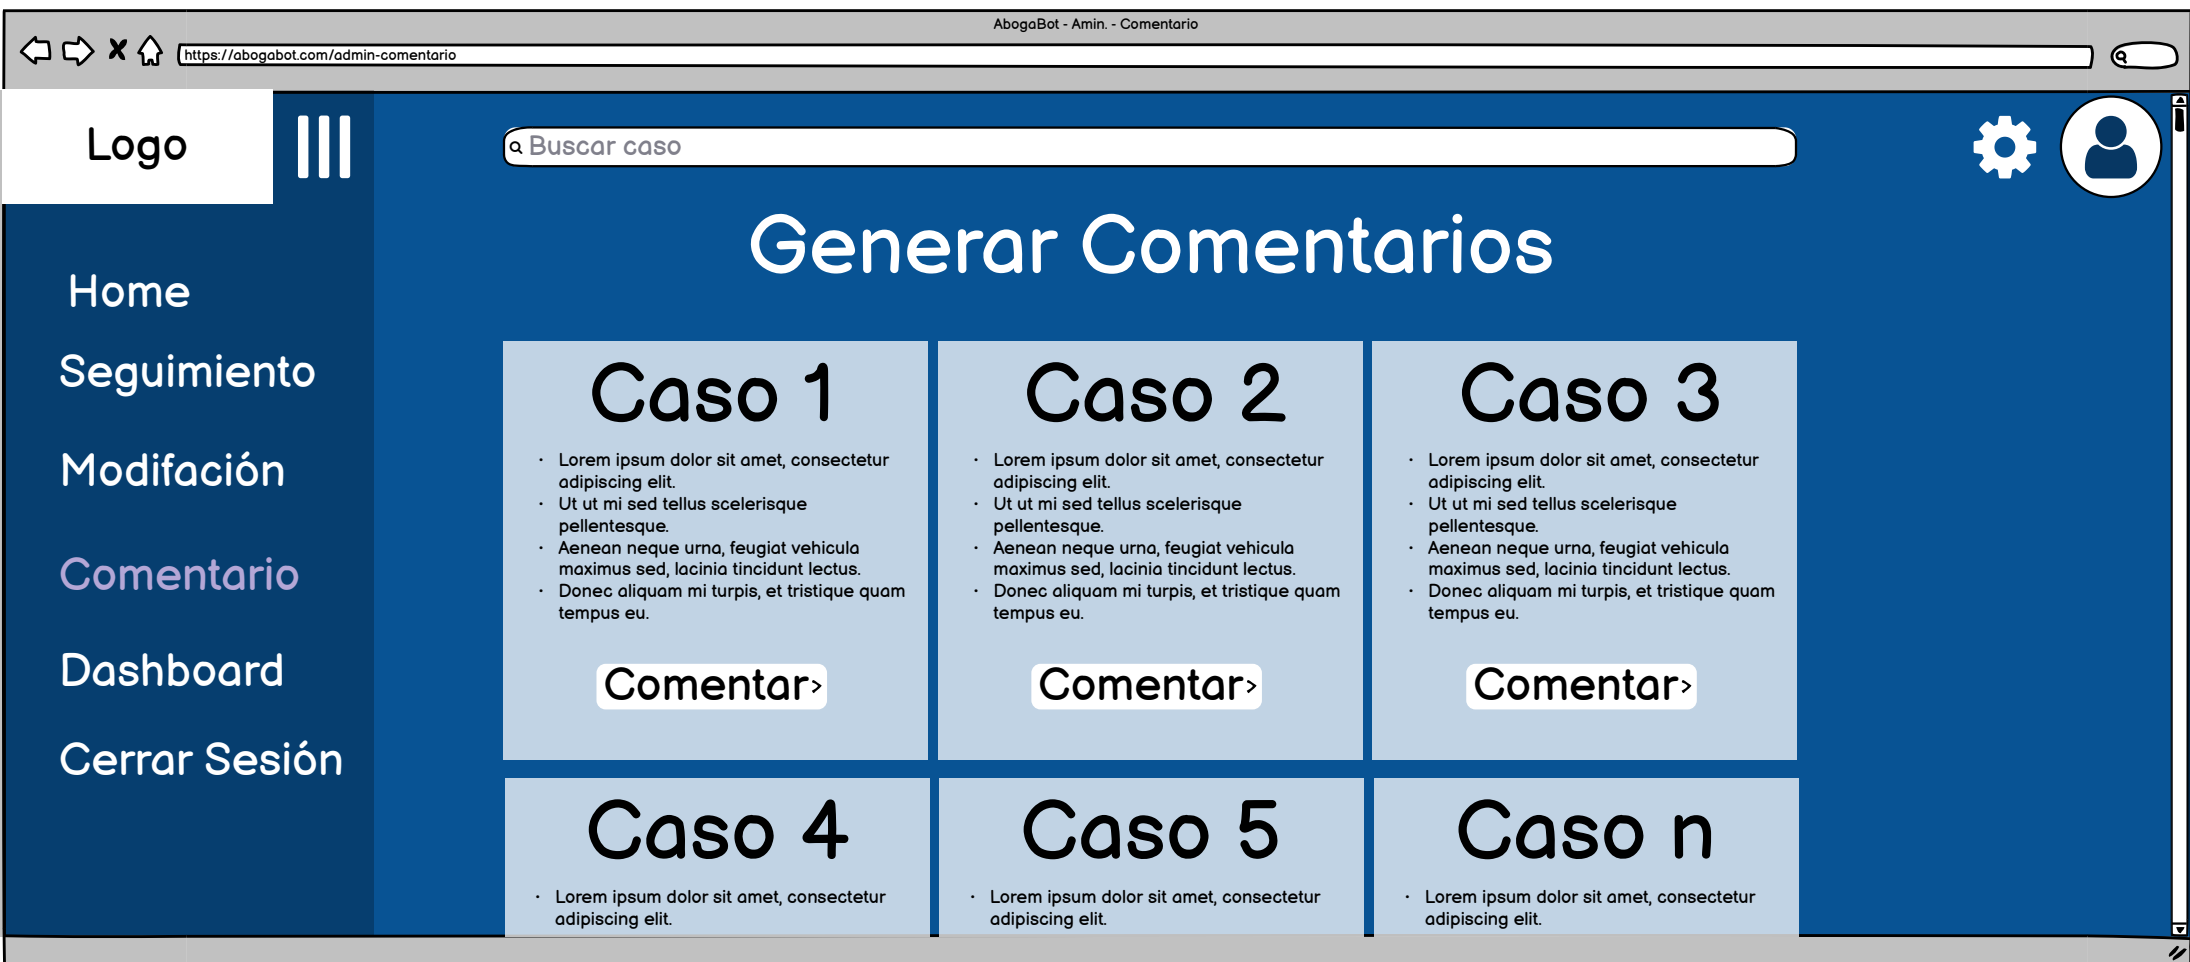 AbogaBot - Amin. - Comentario
https://abogabot.com/admin-comentario
Logo
Buscar caso
Generar Comentarios
Home
Seguimiento
Modifación
Comentario
Dashboard
Cerrar Sesión
Caso 1
• Lorem ipsum dolor sit amet, consectetur
adipiscing elit.
• Ut ut mi sed tellus scelerisque
pellentesque.
• Aenean neque urna, feugiat vehicula
maximus sed, lacinia tincidunt lectus.
• Donec aliquam mi turpis, et tristique quam
tempus eu.
Comentar>
Caso 2
• Lorem ipsum dolor sit amet, consectetur
adipiscing elit.
• Ut ut mi sed tellus scelerisque
pellentesque.
• Aenean neque urna, feugiat vehicula
maximus sed, lacinia tincidunt lectus.
• Donec aliquam mi turpis, et tristique quam
tempus eu.
Comentar>
Caso 3
• Lorem ipsum dolor sit amet, consectetur
adipiscing elit.
• Ut ut mi sed tellus scelerisque
pellentesque.
• Aenean neque urna, feugiat vehicula
maximus sed, lacinia tincidunt lectus.
• Donec aliquam mi turpis, et tristique quam
tempus eu.
Comentar>
Caso 4
• Lorem ipsum dolor sit amet, consectetur
adipiscing elit.
Caso 5
• Lorem ipsum dolor sit amet, consectetur
adipiscing elit.
Caso n
• Lorem ipsum dolor sit amet, consectetur
adipiscing elit.